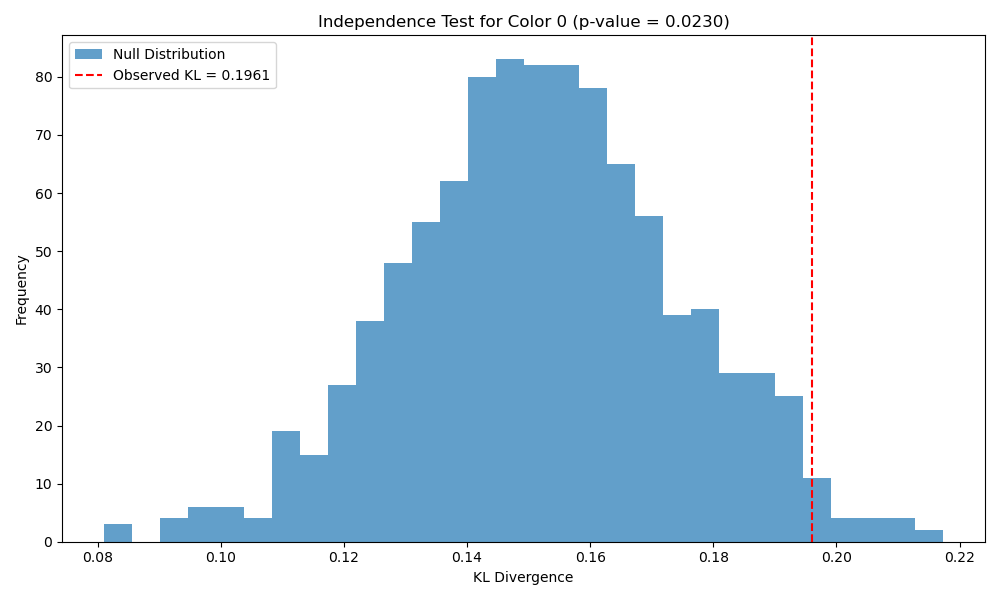 Independence Test for Color 0 (p-value = 0.0230)
Null Distribution
Observed KL = 0.1961
80
70
60
50
40
30
20
10
0
Frequency
0.08 0.10 0.12 0.14 0.16 0.18 0.20 0.22
KL Divergence